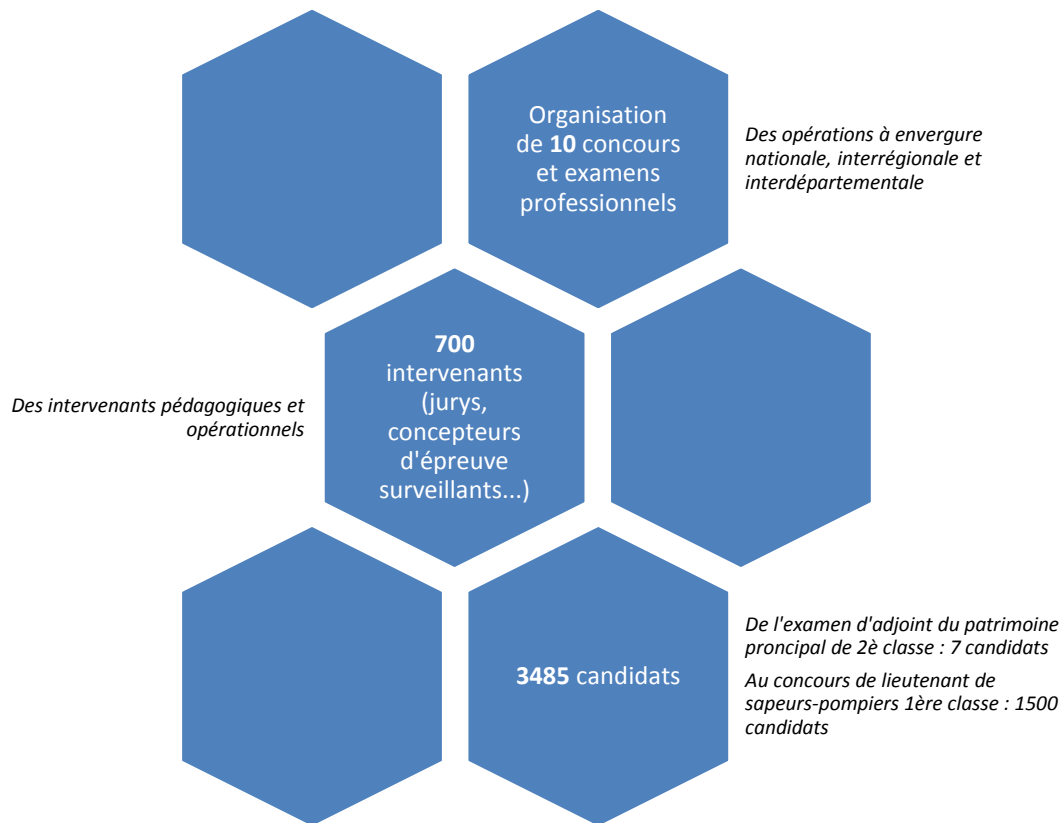 Organisation
de 10 concours
et examens
professionnels
Des opérations à envergure
nationale, interrégionale et
interdépartementale
700
intervenants
(jurys,
concepteurs
d'épreuve
surveillants...)
Des intervenants pédagogiques et
opérationnels
3485 candidats
De l'examen d'adjoint du patrimoine
proncipal de 2è classe : 7 candidats
Au concours de lieutenant de
sapeurs-pompiers 1ère classe : 1500
candidats